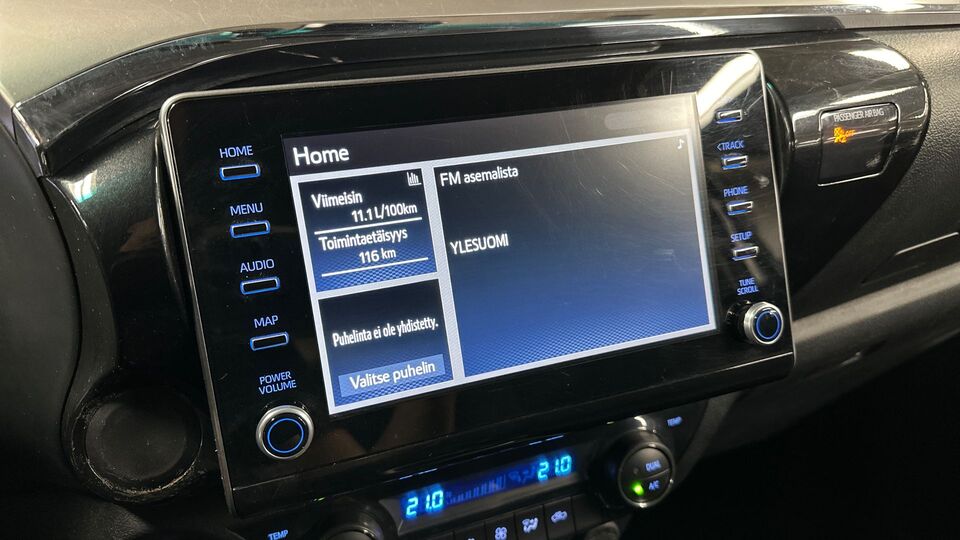 HOME
MENU
AUDIO
MAP
POWER
VOLUME
Home
Viimeisin
11.1 L/100km
Toimintaetäisyys
116 km
Puhelinta ei ole yhdistetty.
Valitse puhelin
FM asemalista
YLESUOMI
<TRACK
PHONE
SETUP
TUNE
SCROLL
PASSENGER AIR BAG
OFF
TEMP
21.0
21.0
TEMP
DUAL
A/C